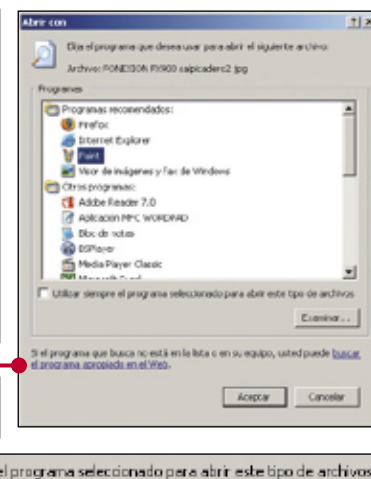 Abrir con
Elija el programa que desea usar para abrir el siguiente archivo:
Archivo: salpicadero2.jpg
Programas
Programas recomendados:
Firefox
Internet Explorer
Paint
Visor de imágenes y fax de Windows
Otros programas:
Adobe Reader 7.0
Aplicación MFC WORDPAD
Bloc de notas
BSPlayer
Media Player Classic
Microsoft
Utilizar siempre el programa seleccionado para abrir este tipo de archivos
Examinar...
Si el programa que busca no está en la lista o en su equipo, usted puede buscar
el programa apropiado en el Web.
Aceptar
Cancelar
el programa seleccionado para abrir este tipo de archivos